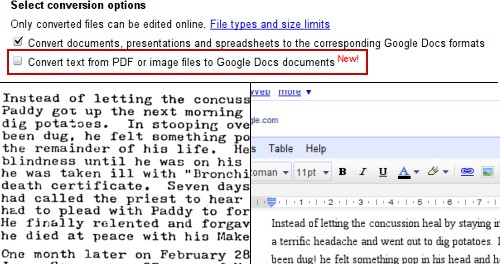 Select conversion options
Only converted files can be edited online. File types and size limits
Convert documents, presentations and spreadsheets to the corresponding Google Docs formats
Convert text from PDF or image files to Google Docs documents New!
Instead of letting the concuss
Paddy got up the next morning
dig potatoes. In stooping ove
been dug, he felt something po
the remainder of his life. He
blindness until he was on his
he was taken ill with "Bronchi
death certificate. Seven days
had called the priest to hear
had to plead with Paddy to for
He finally relented and forgav
he died at peace with his Make
One month later on February 28
more ▼
gle.com
s Table Help
oman 11pt B I U A
Instead of letting the concussion heal by staying in
a terrific headache and went out to dig potatoes. I
been dug! he felt something pop in his head and h